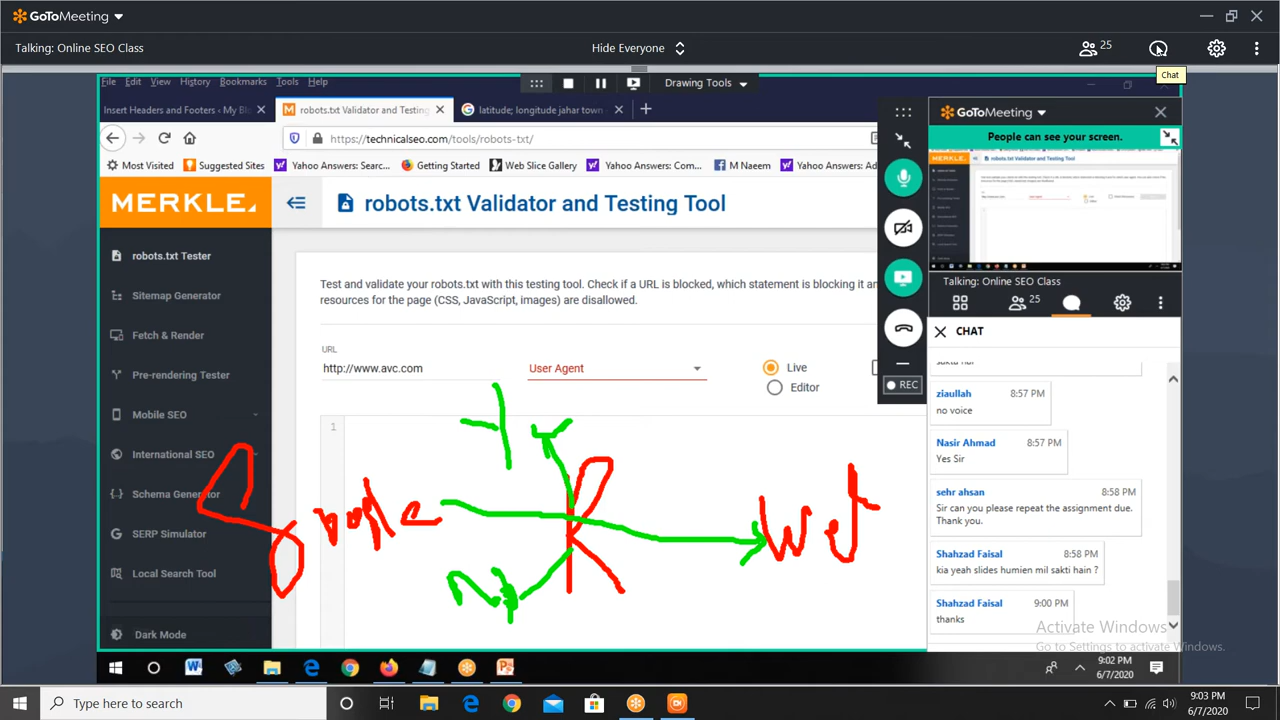 GoToMeeting
Talking: Online SEO Class
Hide Everyone
25
Chat
File Edit View History Bookmarks Tools Help
Drawing Tools
Insert Headers and Footers ‹ My Bl
robots.txt Validator and Testing
latitude; longitude jahar town -
https://technicalseo.com/tools/robots-txt/
Most Visited
Suggested Sites
Yahoo Answers: Com...
Getting Started
Web Slice Gallery
Yahoo Answers: Com...
M Naeem
Yahoo Answers: Ad
MERKLE
robots.txt Validator and Testing Tool
robots.txt Tester
Sitemap Generator
Fetch & Render
Pre-rendering Tester
Mobile SEO
International SEO
Schema Generator
SERP Simulator
Local Search Tool
Dark Mode
Test and validate your robots.txt with this testing tool. Check if a URL is blocked, which statement is blocking it an
resources for the page (CSS, JavaScript, images) are disallowed.
URL
http://www.avc.com
User Agent
Live
Editor
1
Y
Google
R
No
REC
GoToMeeting
People can see your screen.
MERKLE
robots.txt Validator and Testing Tool
Talking: Online SEO Class
25
CHAT
ziaullah 8:57 PM
no voice
Nasir Ahmad 8:57 PM
Yes Sir
sehr ahsan 8:58 PM
Sir can you please repeat the assignment due.
Thank you.
Shahzad Faisal 8:58 PM
kia yeah slides humien mil sakti hain ?
Shahzad Faisal 9:00 PM
thanks
Activate Windows
Go to Settings to activate Windows.
9:02 PM
6/7/2020
Type here to search
9:03 PM
6/7/2020